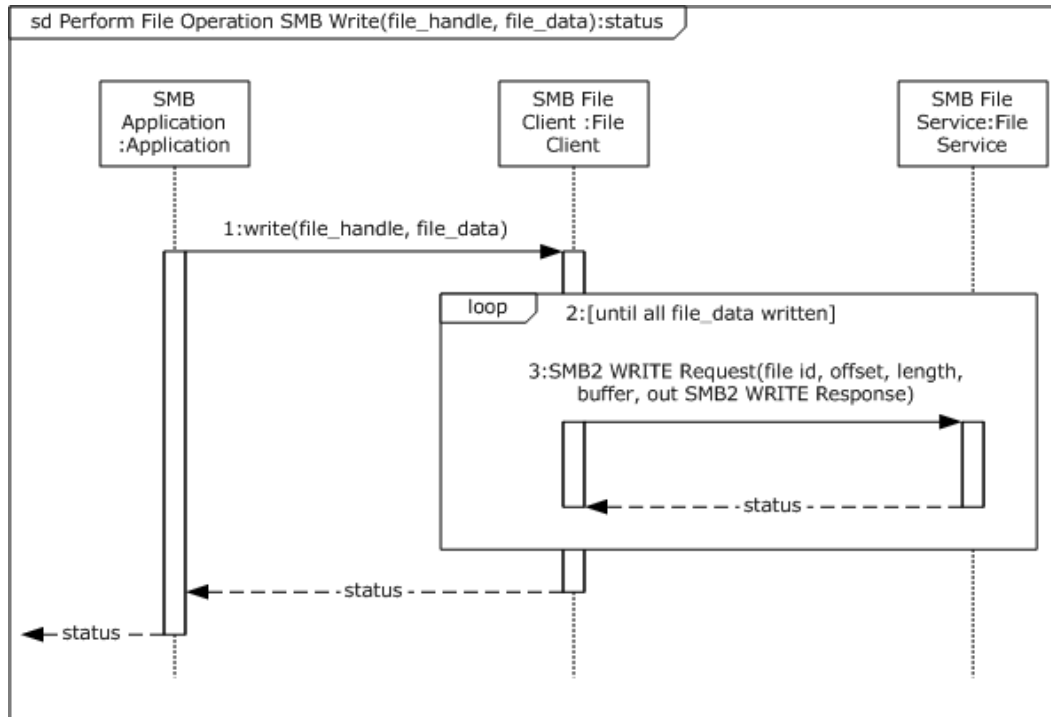 sd Perform File Operation SMB Write(file_handle, file_data):status
SMB
Application
:Application
SMB File
Client :File
Client
SMB File
Service:File
Service
1:write(file_handle, file_data)
loop
2:[until all file_data written]
3:SMB2 WRITE Request(file id, offset, length,
buffer, out SMB2 WRITE Response)
status
status
status